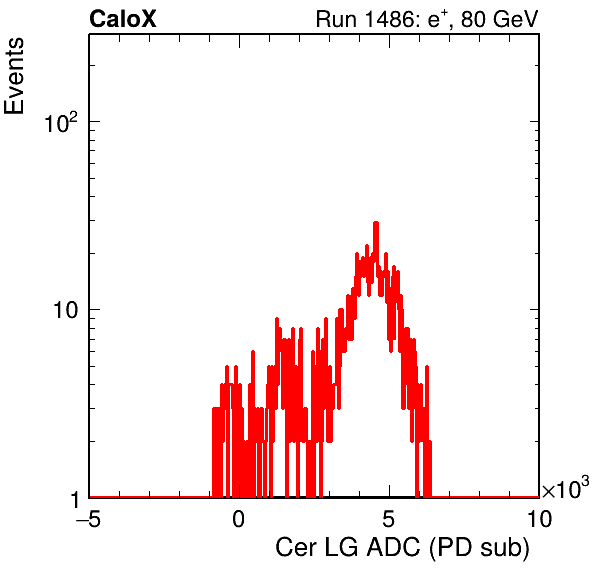 CaloX Run 1486: e⁺, 80 GeV
Events
10²
10
1
−5 0 5 10
×10³
Cer LG ADC (PD sub)